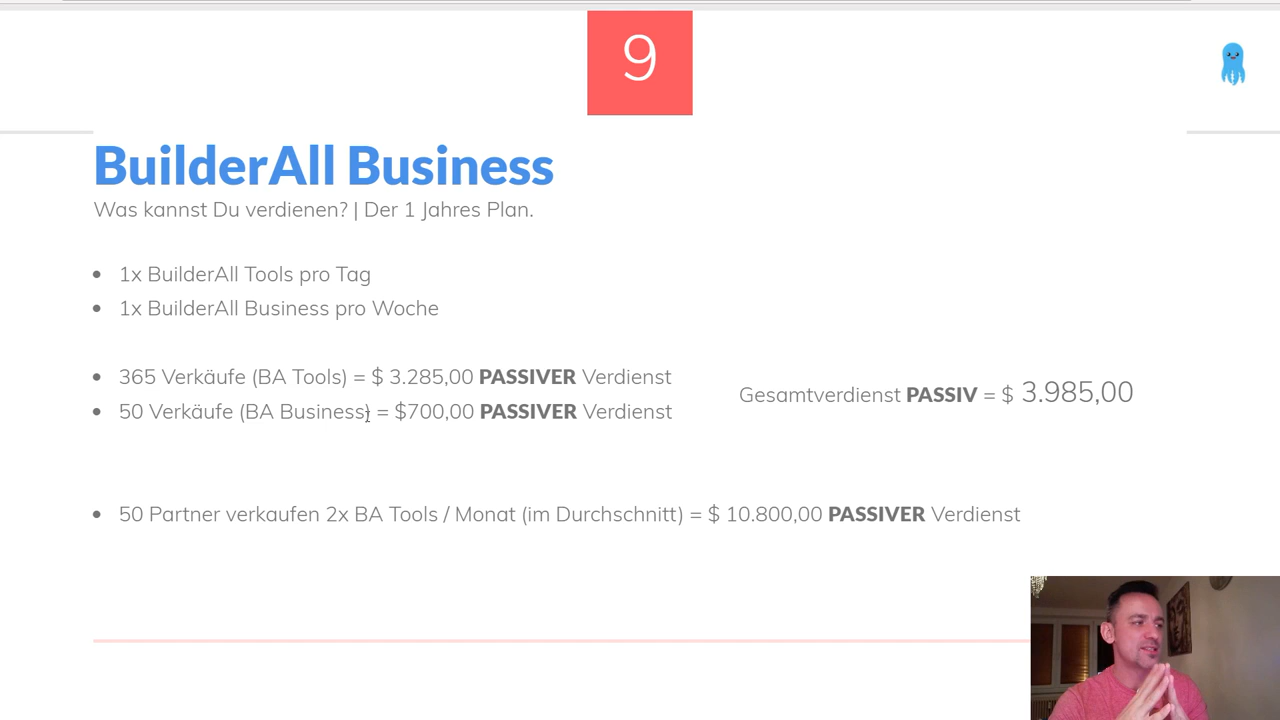 9
BuilderAll Business
Was kannst Du verdienen? | Der 1 Jahres Plan.
• 1x BuilderAll Tools pro Tag
• 1x BuilderAll Business pro Woche
• 365 Verkäufe (BA Tools) = $ 3.285,00 PASSIVER Verdienst
• 50 Verkäufe (BA Business) = $700,00 PASSIVER Verdienst
Gesamtverdienst PASSIV = $ 3.985,00
• 50 Partner verkaufen 2x BA Tools / Monat (im Durchschnitt) = $ 10.800,00 PASSIVER Verdienst